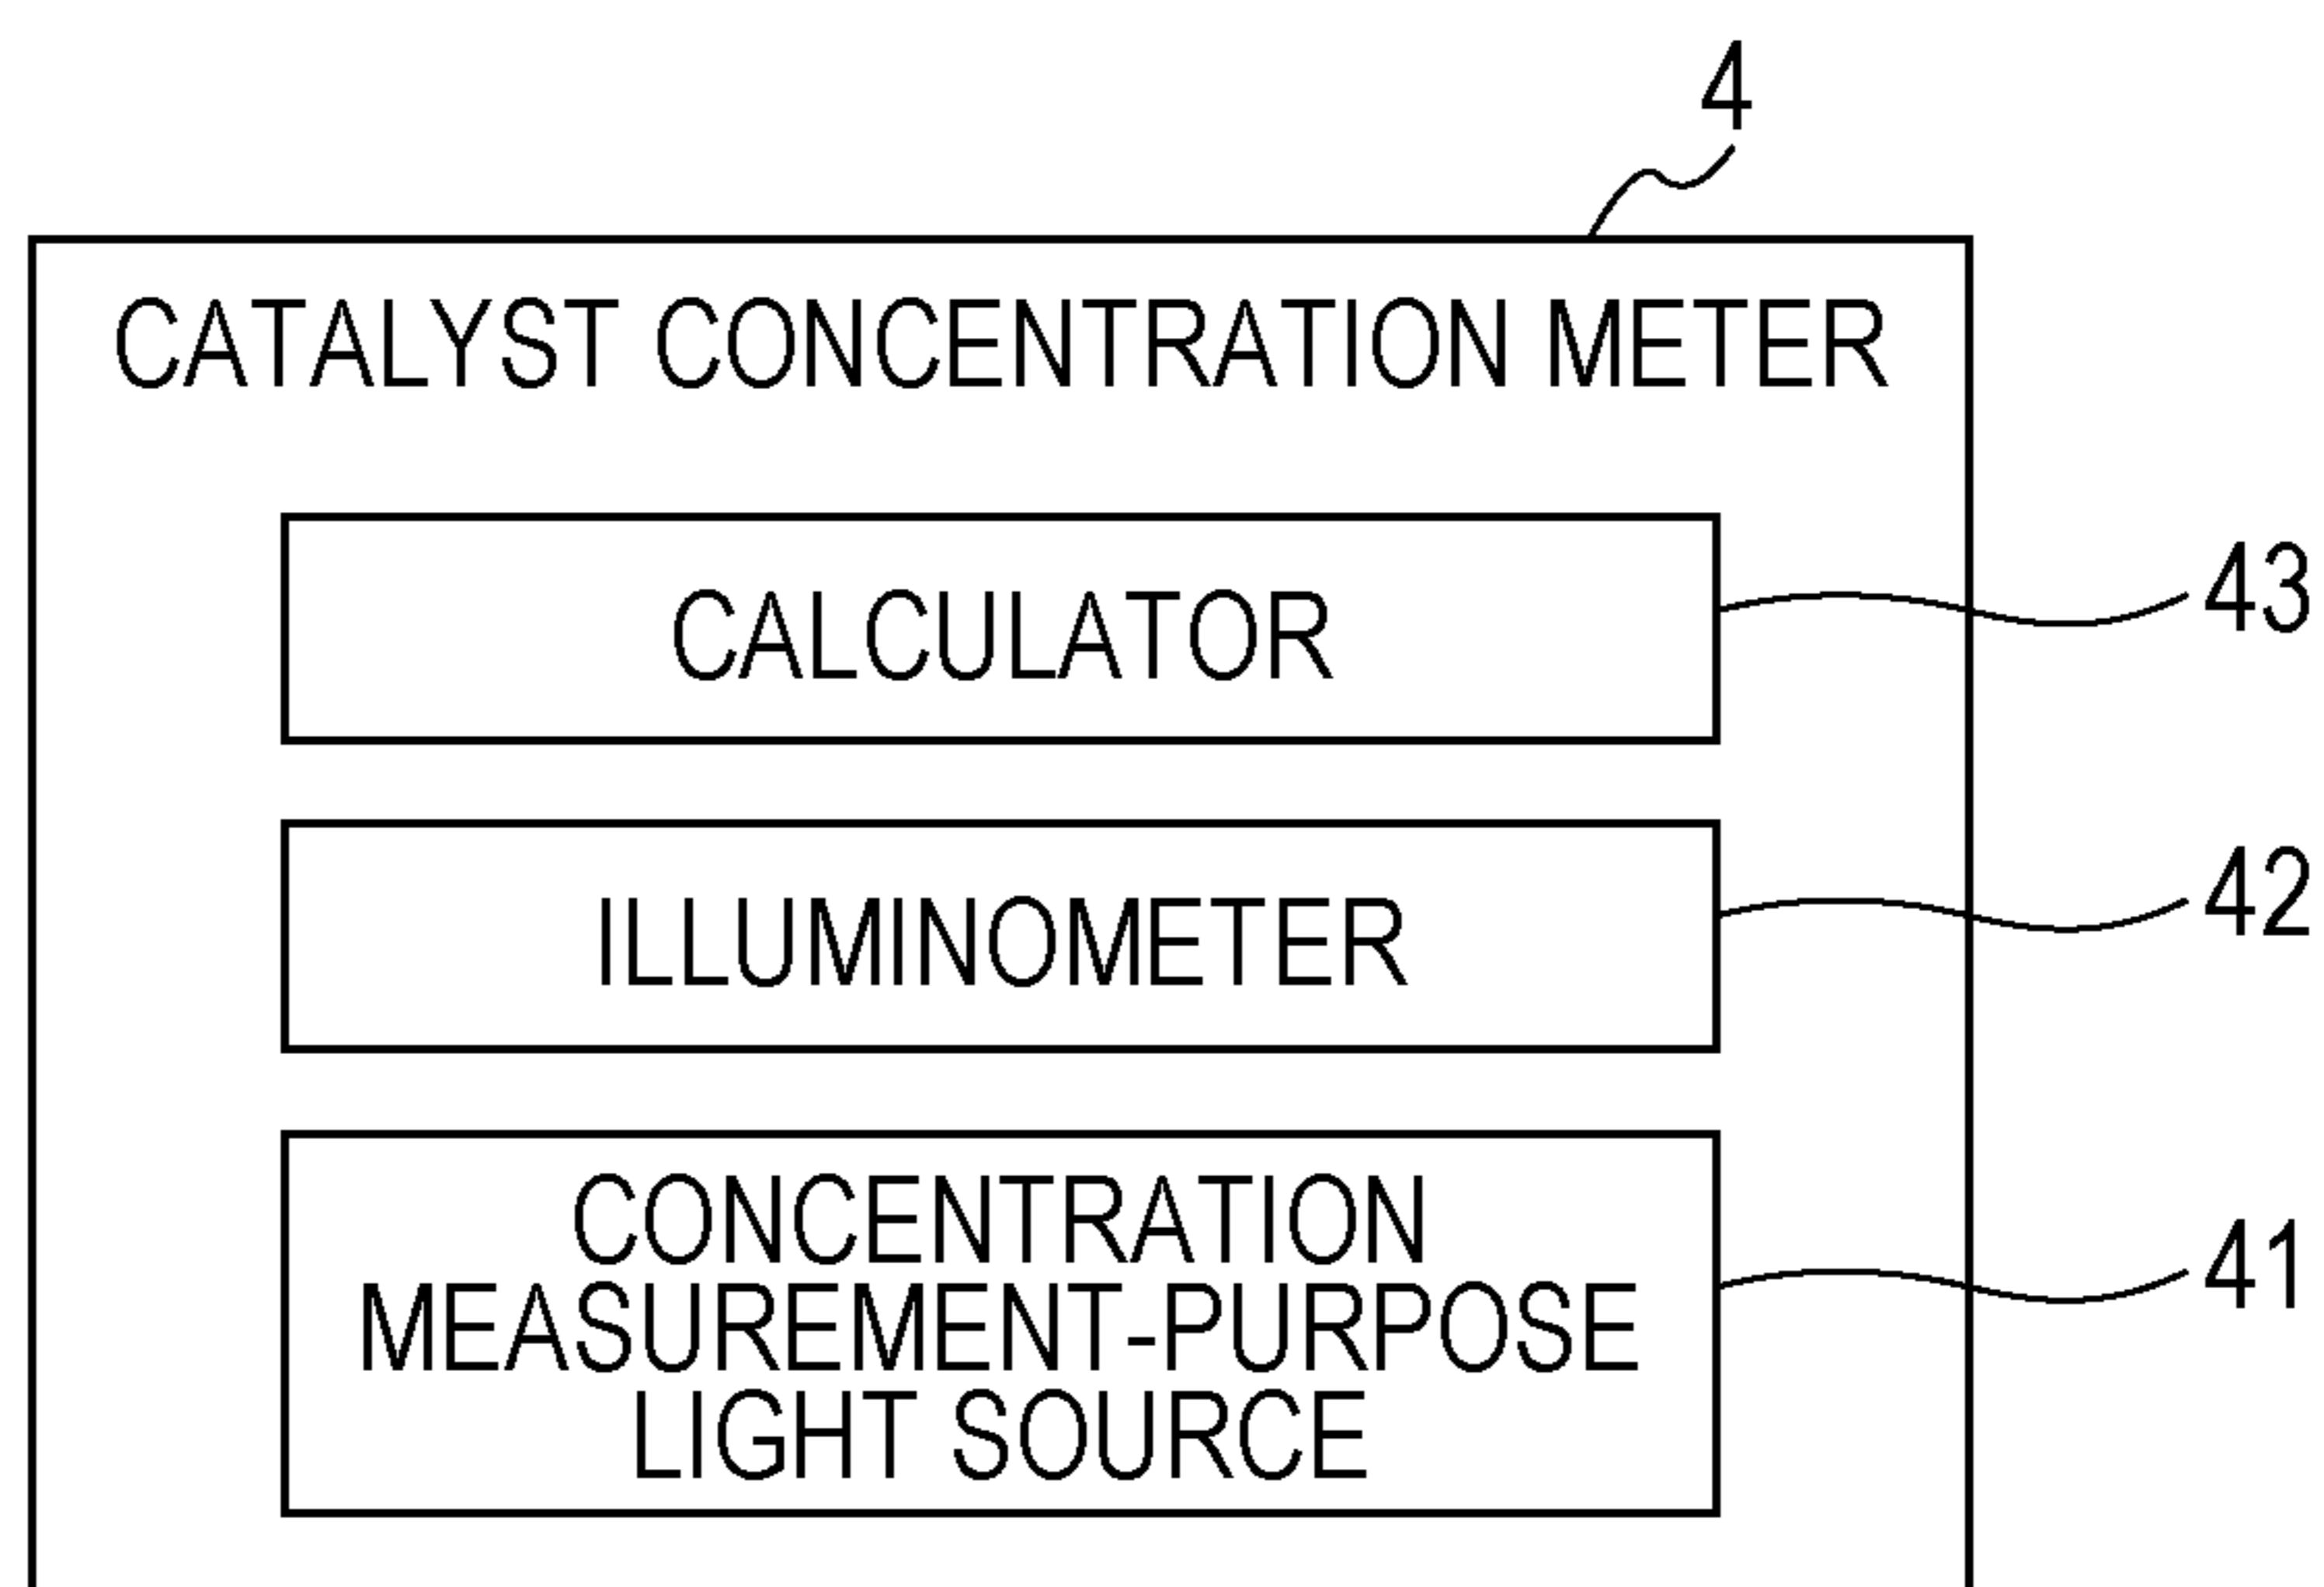 4
CATALYST CONCENTRATION METER
CALCULATOR
43
ILLUMINOMETER
42
CONCENTRATION
MEASUREMENT-PURPOSE
LIGHT SOURCE
41